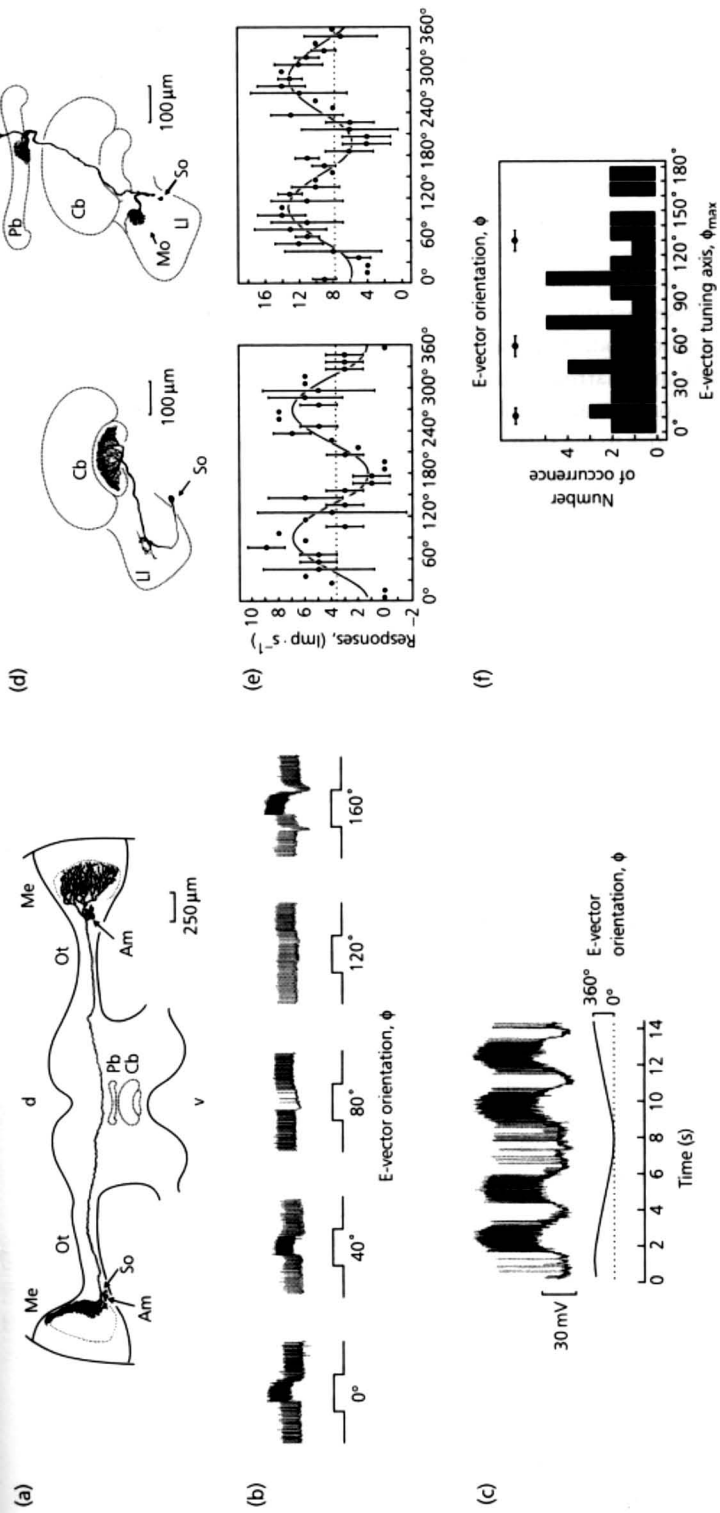 (a)
Me
Ot
d
Ot
Me
So
Am
Pb
Cb
Am
v
250 µm
(b)
0°
40°
80°
120°
160°
E-vector orientation, ϕ
(c)
30 mV
360°
0°
E-vector
orientation, ϕ
0 2 4 6 8 10 12 14
Time (s)
(d)
Cb
LI
So
100 µm
Pb
Cb
Mo
LI
So
100 µm
(e)
Responses, (Imp · s⁻¹)
10
8
6
4
2
0
−2
0° 60° 120° 180° 240° 300° 360°
16
12
8
4
0
0° 60° 120° 180° 240° 300° 360°
E-vector orientation, ϕ
(f)
Number
of occurrence
4
2
0
0° 30° 60° 90° 120° 150° 180°
E-vector tuning axis, ϕmax